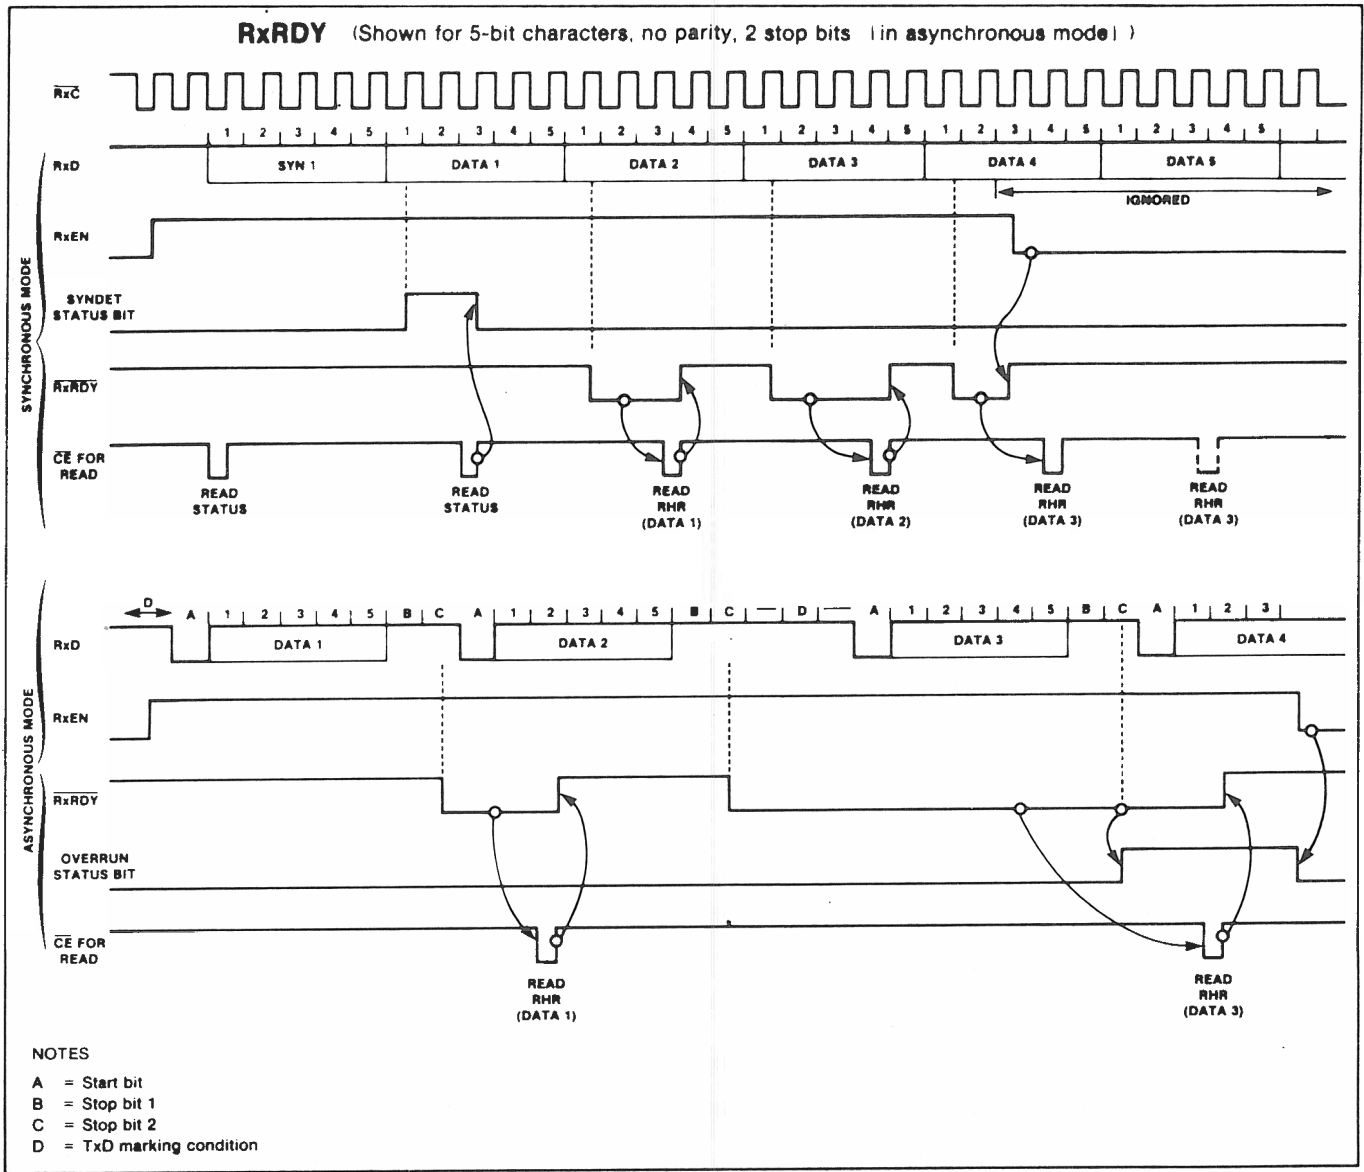 RxRDY (Shown for 5-bit characters, no parity, 2 stop bits (in asynchronous mode) )
RxC
1 2 3 4 5 1 2 3 4 5 1 2 3 4 5 1 2 3 4 5 1 2 3 4 5 1 2 3 4 5
RxD
SYN 1 DATA 1 DATA 2 DATA 3 DATA 4 DATA 5
IGNORED
RxEN
SYNCHRONOUS MODE
SYNDET
STATUS BIT
RxRDY
CE FOR
READ
READ
STATUS
READ
STATUS
READ
RHR
(DATA 1)
READ
RHR
(DATA 2)
READ
RHR
(DATA 3)
READ
RHR
(DATA 3)
D A 1 2 3 4 5 B C A 1 2 3 4 5 B C D A 1 2 3 4 5 B C A 1 2 3
RxD
DATA 1 DATA 2 DATA 3 DATA 4
RxEN
ASYNCHRONOUS MODE
RxRDY
OVERRUN
STATUS BIT
CE FOR
READ
READ
RHR
(DATA 1)
READ
RHR
(DATA 3)
NOTES
A = Start bit
B = Stop bit 1
C = Stop bit 2
D = TxD marking condition